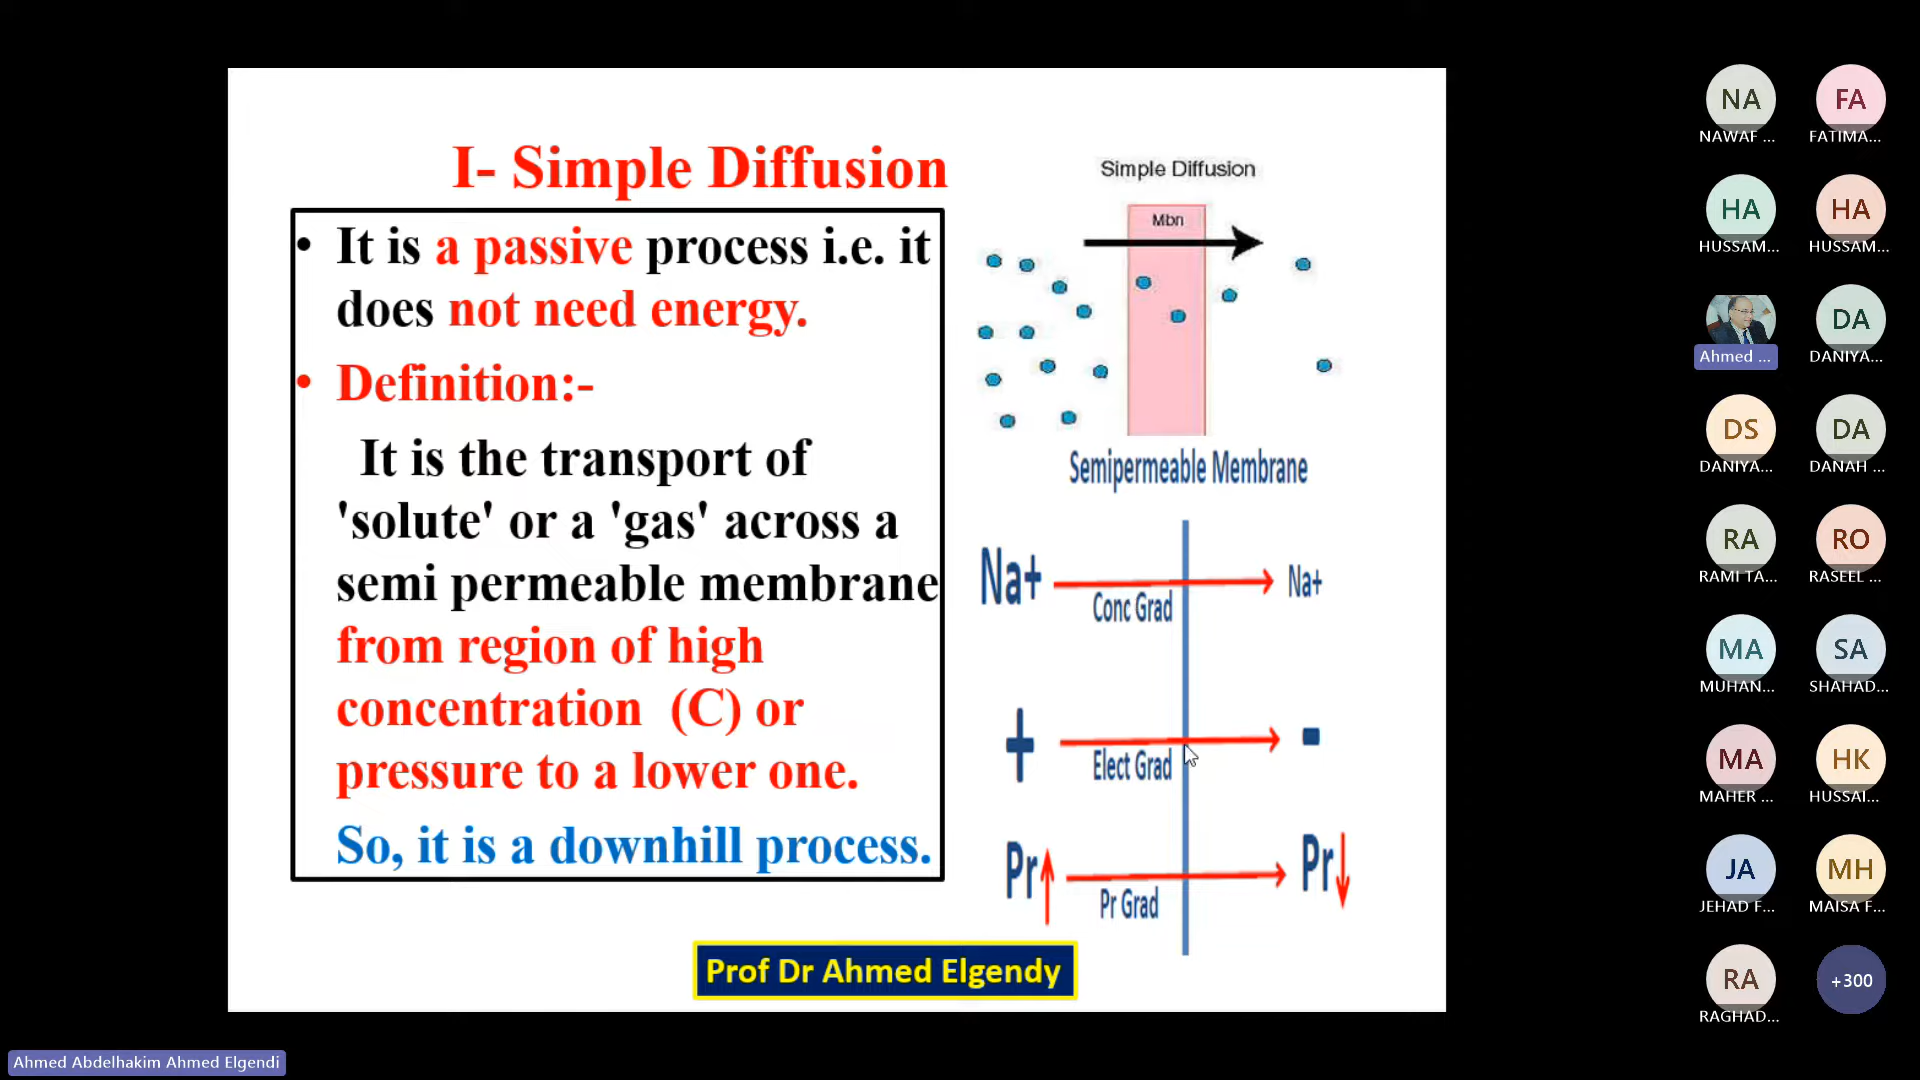 I- Simple Diffusion
• It is a passive process i.e. it
does not need energy.
• Definition:-
It is the transport of
'solute' or a 'gas' across a
semi permeable membrane
from region of high
concentration (C) or
pressure to a lower one.
So, it is a downhill process.
Simple Diffusion
Mbn
Semipermeable Membrane
Na+ Na+
Conc Grad
+ -
Elect Grad
Pr Pr
Pr Grad
Prof Dr Ahmed Elgendy
NA FA
NAWAF ... FATIMA...
HA HA
HUSSAM... HUSSAM...
DA
Ahmed ... DANIYA...
DS DA
DANIYA... DANAH ...
RA RO
RAMI TA... RASEEL ...
MA SA
MUHAN... SHAHAD...
MA HK
MAHER ... HUSSAI...
JA MH
JEHAD F... MAISA F...
RA +300
RAGHAD...
Ahmed Abdelhakim Ahmed Elgendi